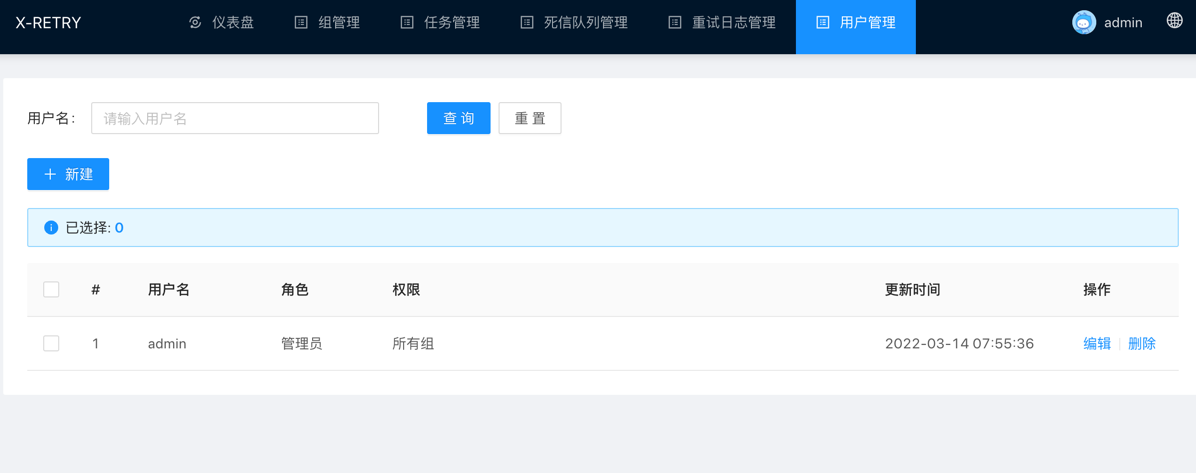 X-RETRY 仪表盘 组管理 任务管理 死信队列管理 重试日志管理 用户管理 admin
用户名: 请输入用户名 查 询 重 置
+ 新建
已选择: 0
# 用户名 角色 权限 更新时间 操作
1 admin 管理员 所有组 2022-03-14 07:55:36 编辑 删除